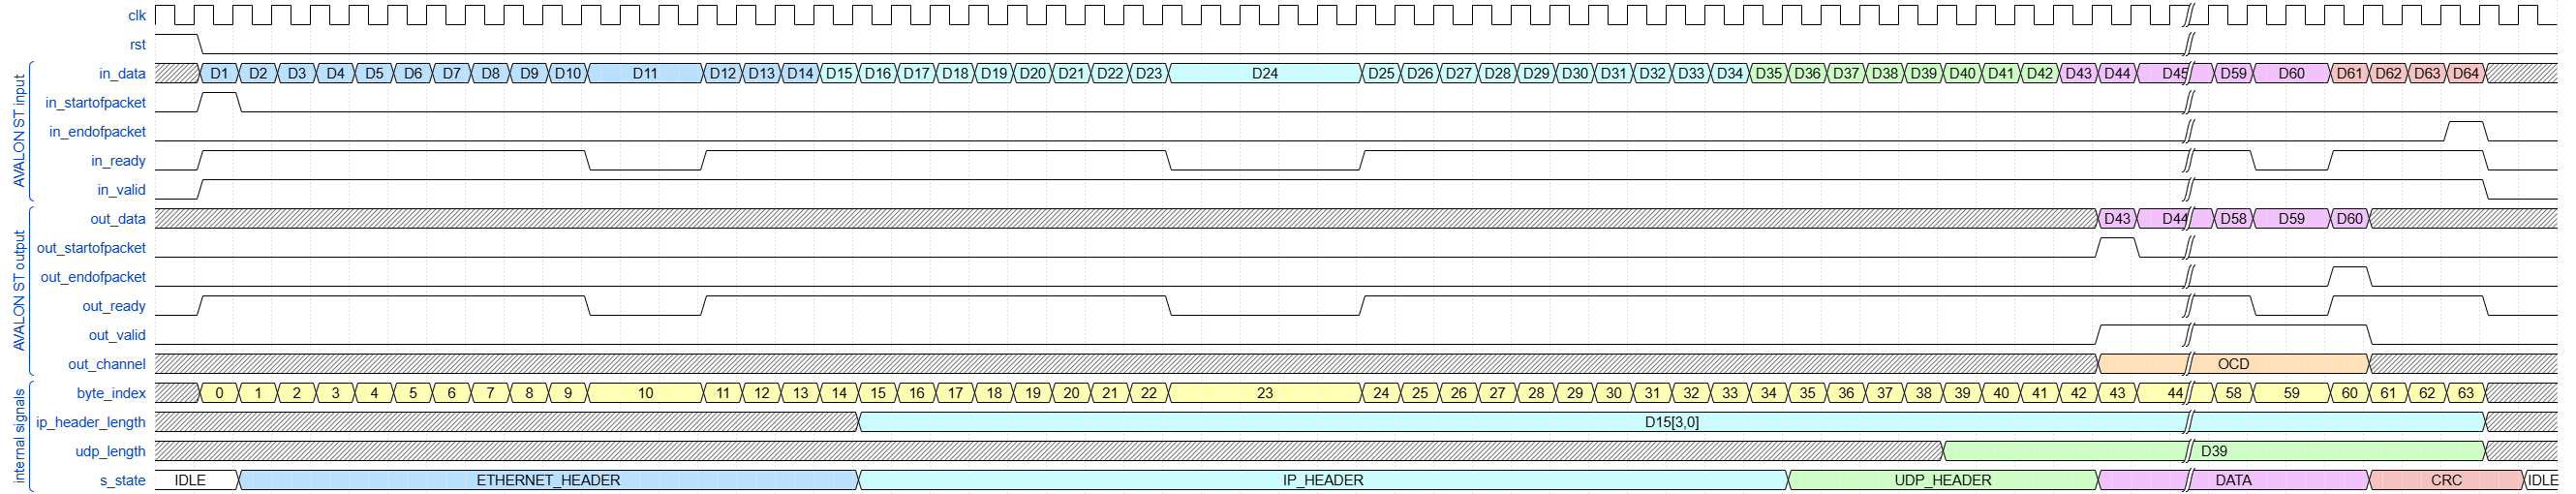 clk
rst
AVALON ST input
in_data D1 D2 D3 D4 D5 D6 D7 D8 D9 D10 D11 D12 D13 D14 D15 D16 D17 D18 D19 D20 D21 D22 D23 D24 D25 D26 D27 D28 D29 D30 D31 D32 D33 D34 D35 D36 D37 D38 D39 D40 D41 D42 D43 D44 D45 D59 D60 D61 D62 D63 D64
in_startofpacket
in_endofpacket
in_ready
in_valid
AVALON ST output
out_data D43 D44 D58 D59 D60
out_startofpacket
out_endofpacket
out_ready
out_valid
out_channel OCD
internal signals
byte_index 0 1 2 3 4 5 6 7 8 9 10 11 12 13 14 15 16 17 18 19 20 21 22 23 24 25 26 27 28 29 30 31 32 33 34 35 36 37 38 39 40 41 42 43 44 58 59 60 61 62 63
ip_header_length D15[3,0]
udp_length D39
s_state IDLE ETHERNET_HEADER IP_HEADER UDP_HEADER DATA CRC IDLE